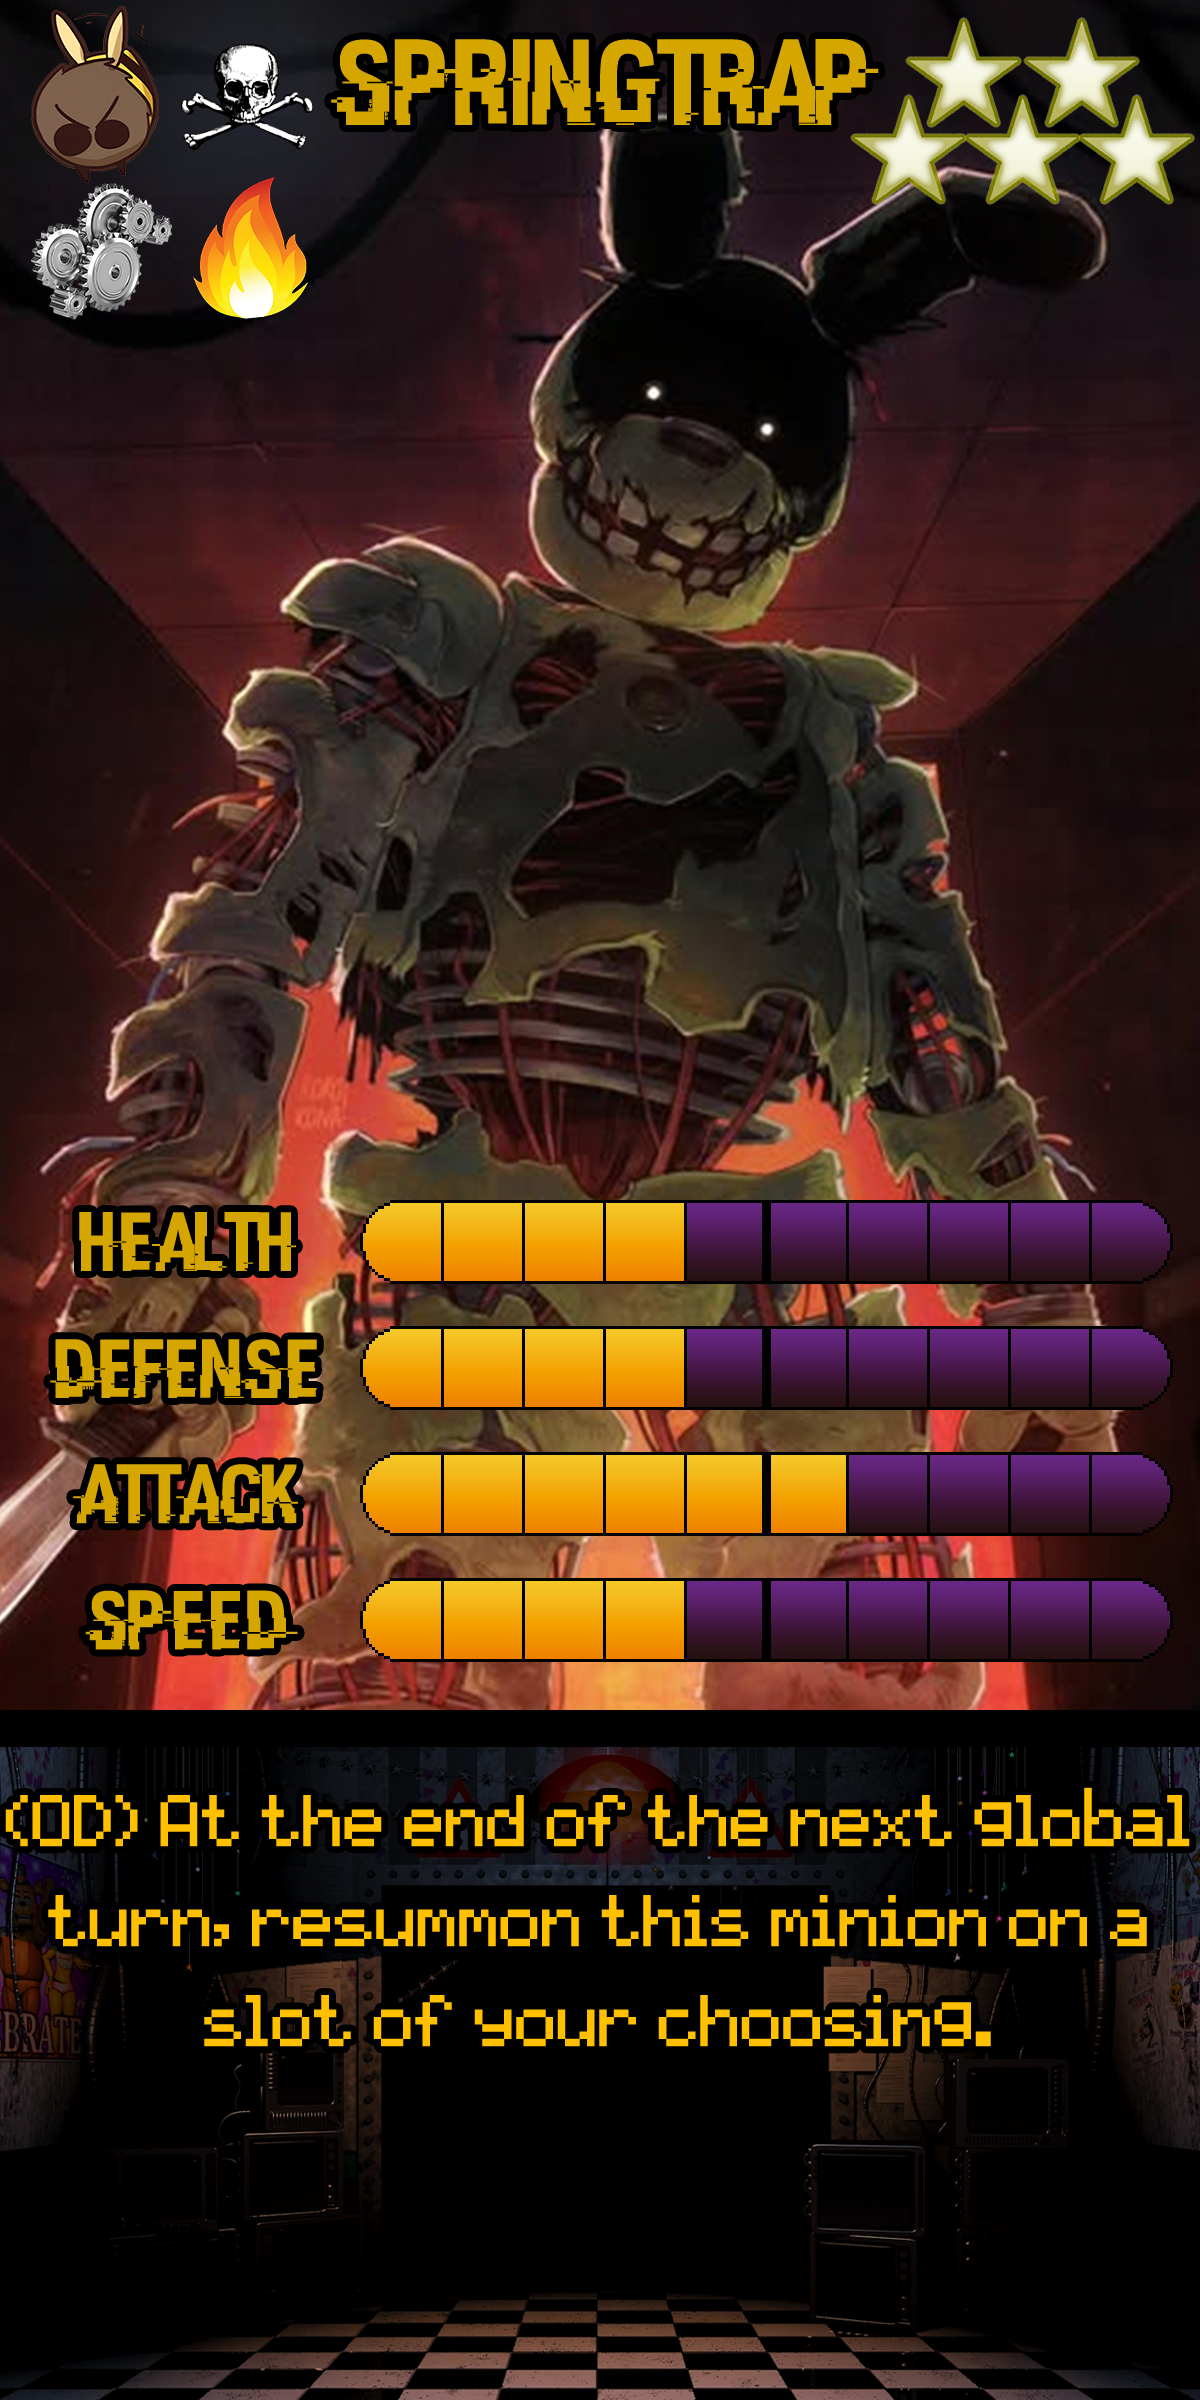 SPRINGTRAP
HEALTH
DEFENSE
ATTACK
SPEED
(OD) At the end of the next global
turn, resummon this minion on a
slot of your choosing.